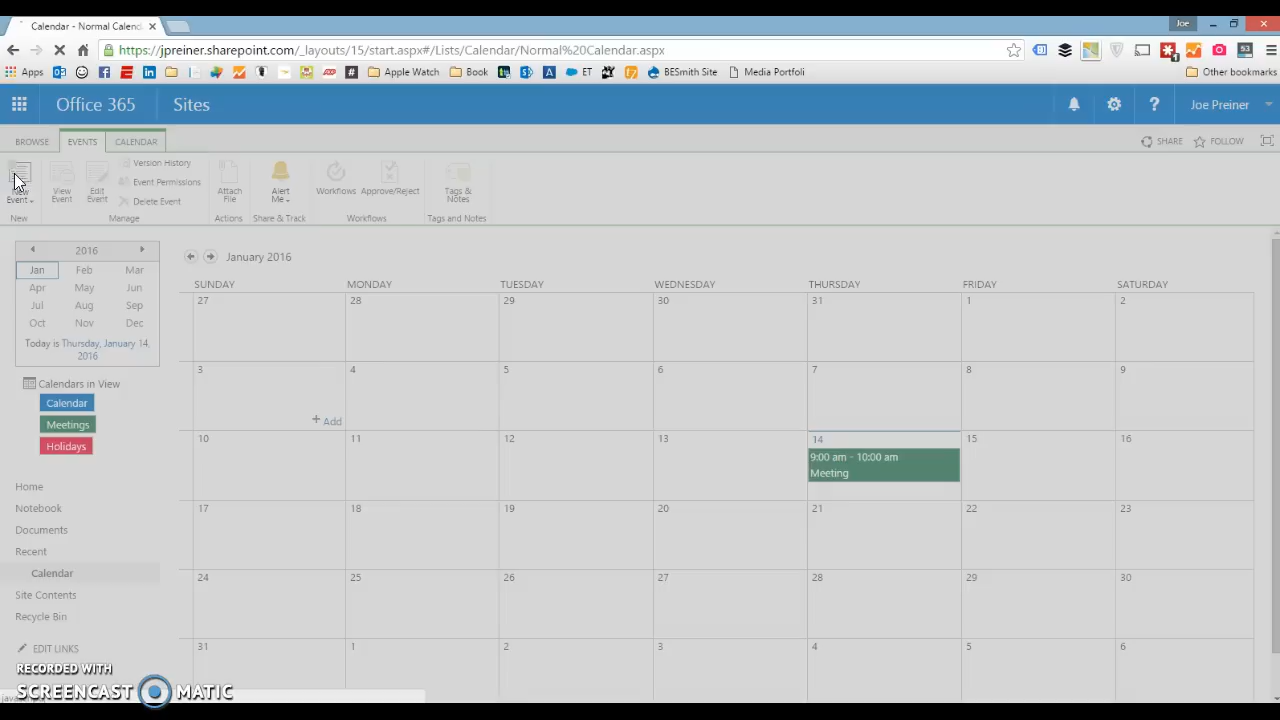 Calendar - Normal Calend
Joe
https://jpreiner.sharepoint.com/_layouts/15/start.aspx#/Lists/Calendar/Normal%20Calendar.aspx
Apps
Apple Watch
Book
ET
BESmith Site
Media Portfoli
Other bookmarks
Office 365
Sites
Joe Preiner
BROWSE
EVENTS
CALENDAR
SHARE
FOLLOW
New
Event
View
Event
Edit
Event
Version History
Event Permissions
Delete Event
Attach
File
Alert
Me
Workflows
Approve/Reject
Tags &
Notes
New
Manage
Actions
Share & Track
Workflows
Tags and Notes
2016
Jan Feb Mar
Apr May Jun
Jul Aug Sep
Oct Nov Dec
Today is Thursday, January 14,
2016
Calendars in View
Calendar
Meetings
Holidays
Home
Notebook
Documents
Recent
Calendar
Site Contents
Recycle Bin
EDIT LINKS
January 2016
SUNDAY MONDAY TUESDAY WEDNESDAY THURSDAY FRIDAY SATURDAY
27 28 29 30 31 1 2
3 4 5 6 7 8 9
+ Add
10 11 12 13 14 15 16
9:00 am - 10:00 am
Meeting
17 18 19 20 21 22 23
24 25 26 27 28 29 30
31 1 2 3 4 5 6
RECORDED WITH
SCREENCAST MATIC